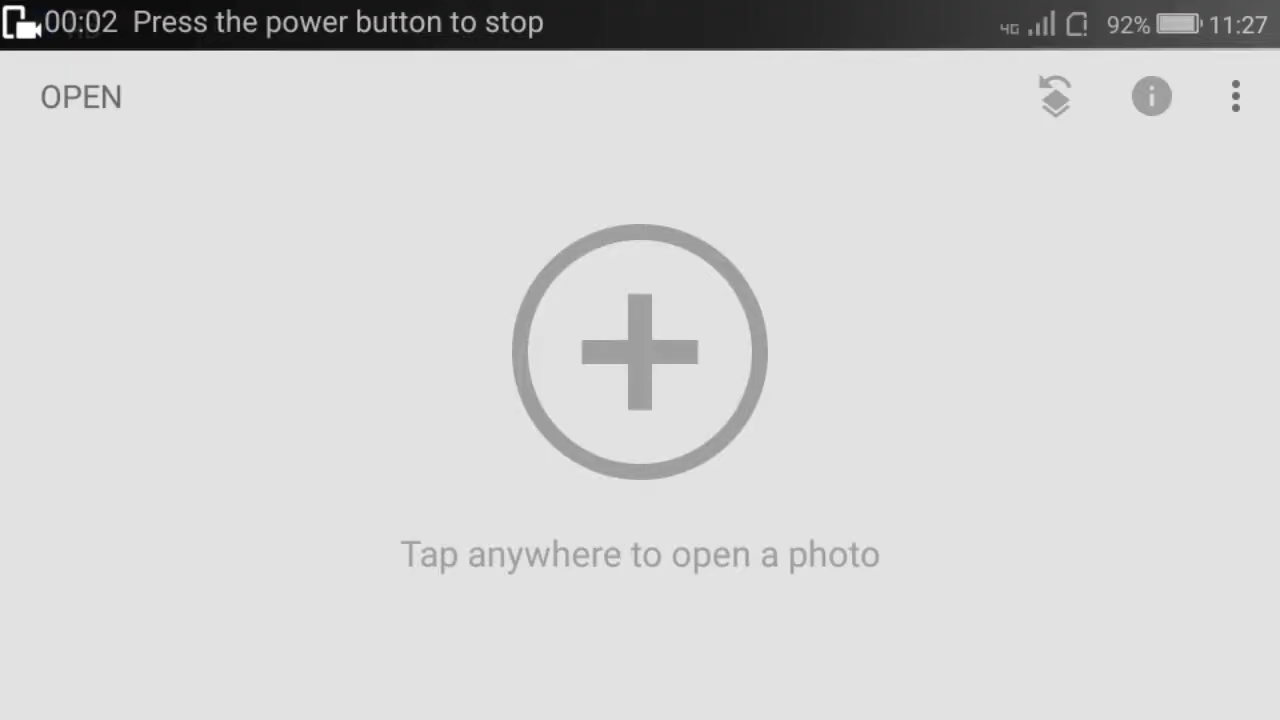 00:02 Press the power button to stop 4G 92% 11:27
OPEN
Tap anywhere to open a photo